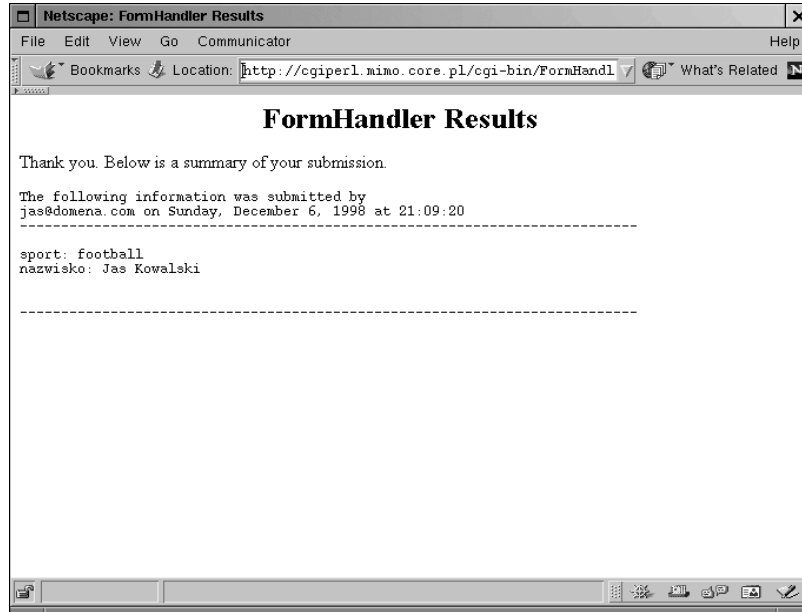 Netscape: FormHandler Results
File Edit View Go Communicator Help
Bookmarks Location: http://cgiperl.mimo.core.pl/cgi-bin/FormHandl What's Related N
FormHandler Results
Thank you. Below is a summary of your submission.
The following information was submitted by
jas@domena.com on Sunday, December 6, 1998 at 21:09:20
---------------------------------------------------------------------------
sport: football
nazwisko: Jas Kowalski
---------------------------------------------------------------------------